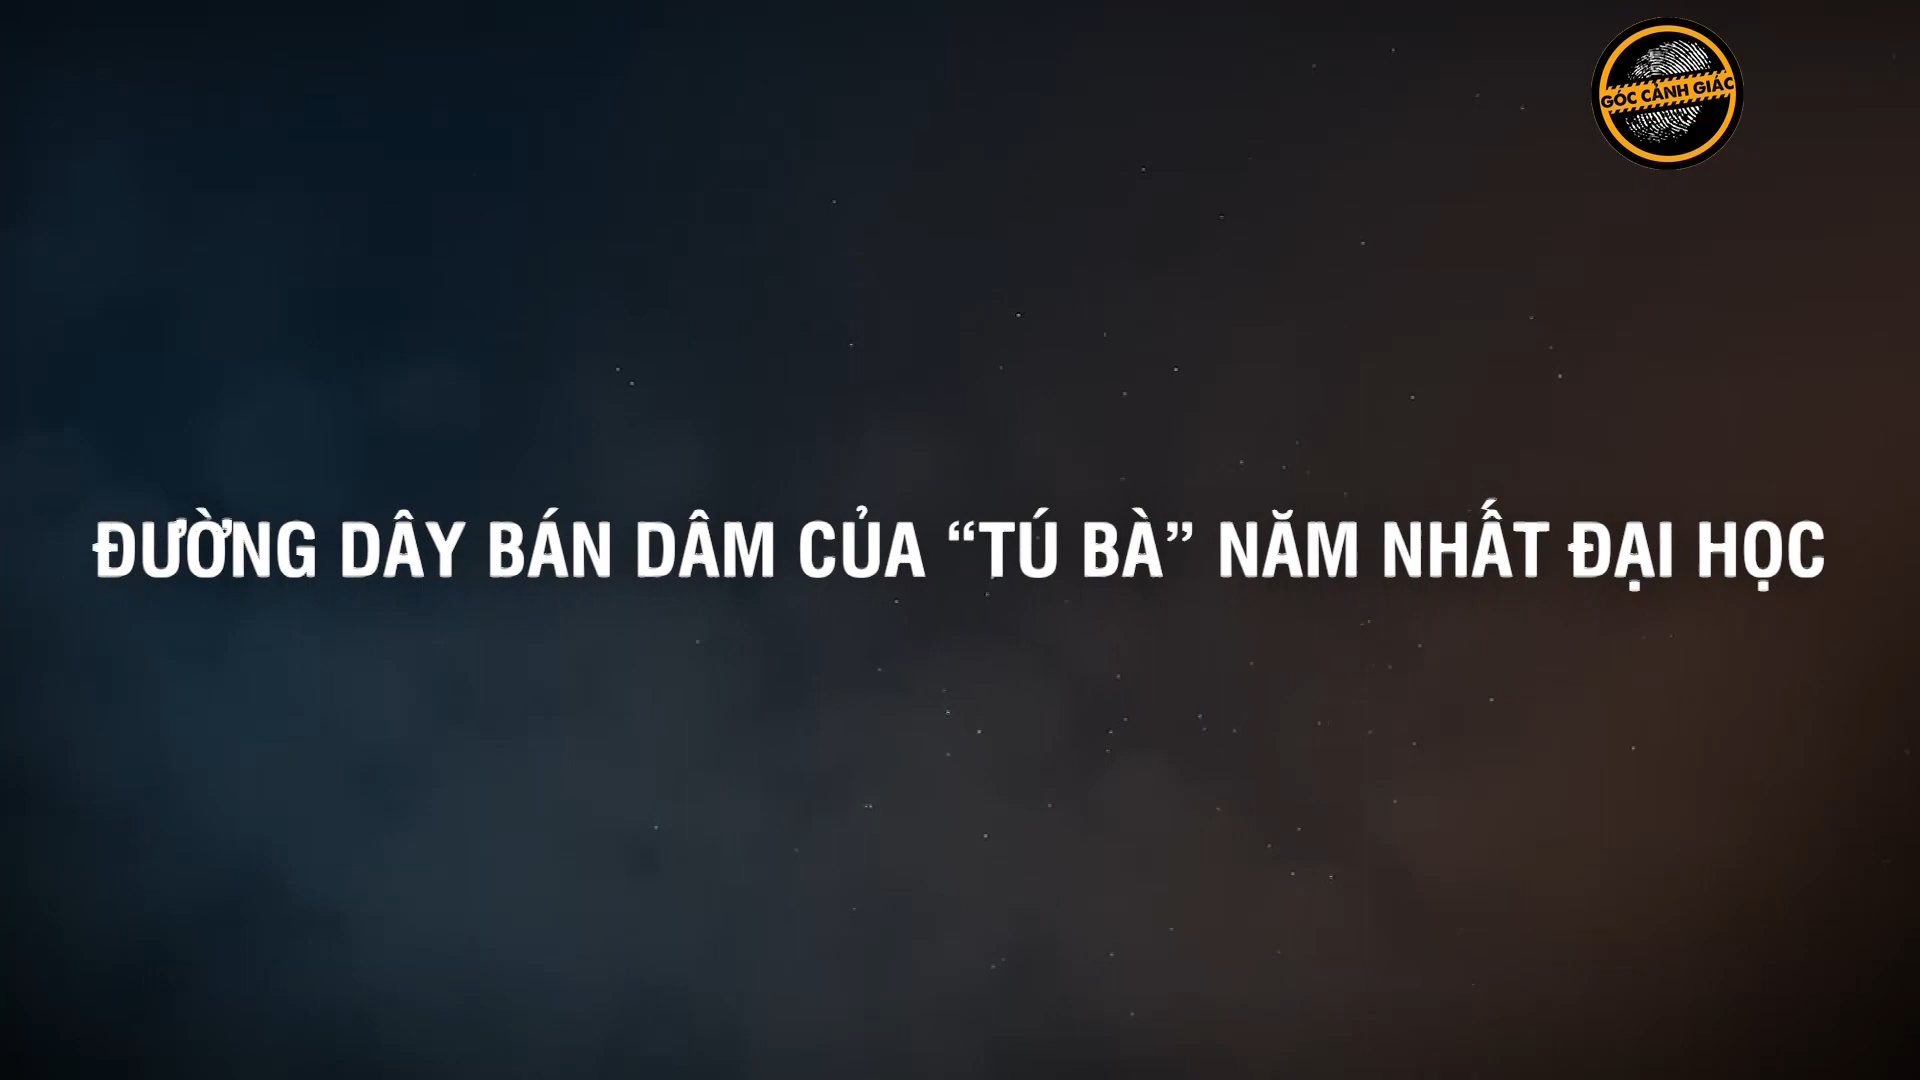 GÓC CẢNH GIÁC
ĐƯỜNG DÂY BÁN DÂM CỦA “TÚ BÀ” NĂM NHẤT ĐẠI HỌC